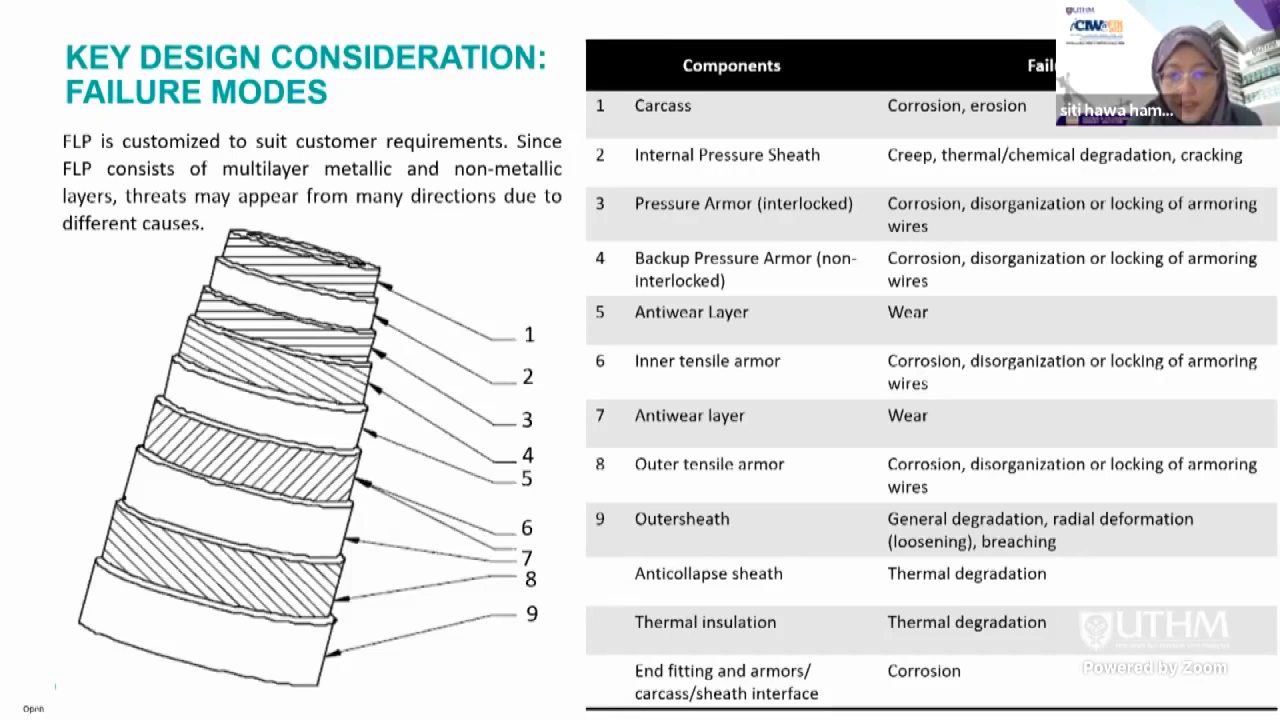 KEY DESIGN CONSIDERATION:
FAILURE MODES
FLP is customized to suit customer requirements. Since
FLP consists of multilayer metallic and non-metallic
layers, threats may appear from many directions due to
different causes.
1
2
3
4
5
6
7
8
9
Components
1 Carcass Corrosion, erosion
2 Internal Pressure Sheath Creep, thermal/chemical degradation, cracking
3 Pressure Armor (interlocked) Corrosion, disorganization or locking of armoring
wires
4 Backup Pressure Armor (non- Corrosion, disorganization or locking of armoring
interlocked) wires
5 Antiwear Layer Wear
6 Inner tensile armor Corrosion, disorganization or locking of armoring
wires
7 Antiwear layer Wear
8 Outer tensile armor Corrosion, disorganization or locking of armoring
wires
9 Outersheath General degradation, radial deformation
(loosening), breaching
Anticollapse sheath Thermal degradation
Thermal insulation Thermal degradation
End fitting and armors/ Corrosion
carcass/sheath interface
Open
UTHM
siti hawa ham...
UTHM
Powered by Zoom